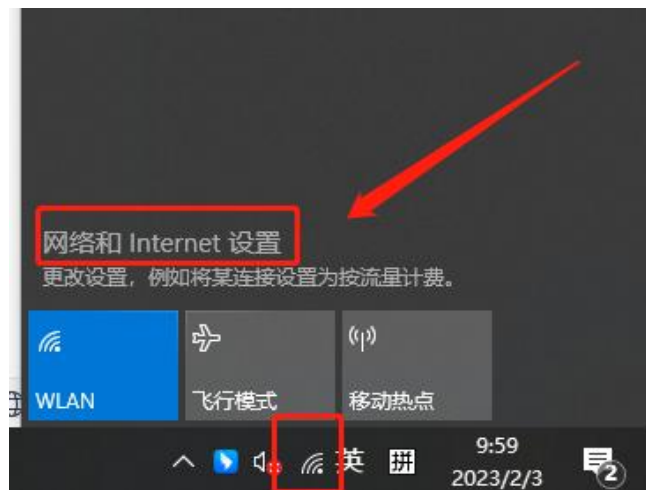 网络和 Internet 设置
更改设置，例如将某连接设置为按流量计费。
WLAN
飞行模式
移动热点
英
拼
9:59
2023/2/3
2